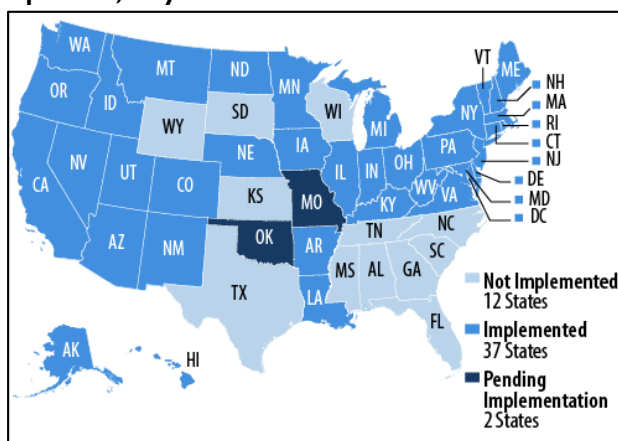 WA
MT
ND
MN
VT
ME
NH
OR
ID
SD
WI
MI
NY
MA
RI
WY
CT
NV
NE
IA
PA
NJ
CA
UT
CO
IL
IN
OH
WV
VA
DE
KS
MO
KY
MD
DC
AZ
NM
OK
AR
TN
NC
SC
MS
AL
GA
TX
LA
FL
AK
HI
Not Implemented
12 States
Implemented
37 States
Pending
Implementation
2 States